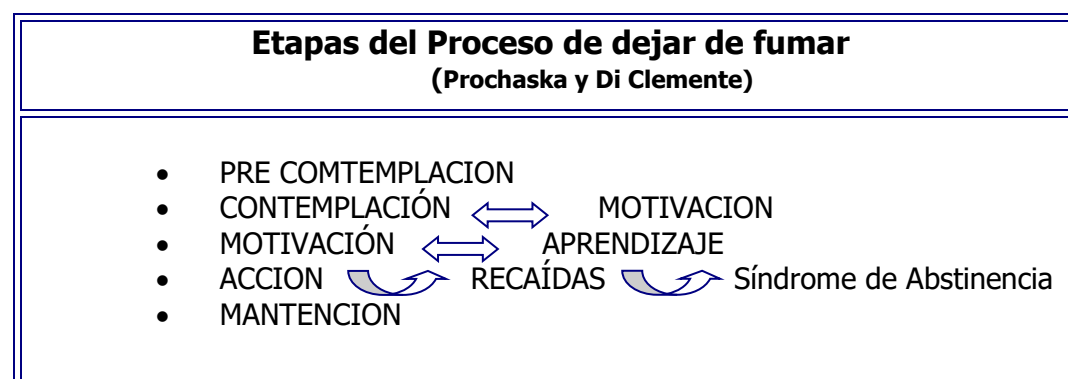 Etapas del Proceso de dejar de fumar
(Prochaska y Di Clemente)
• PRE COMTEMPLACION
• CONTEMPLACIÓN MOTIVACION
• MOTIVACIÓN APRENDIZAJE
• ACCION RECAÍDAS Síndrome de Abstinencia
• MANTENCION